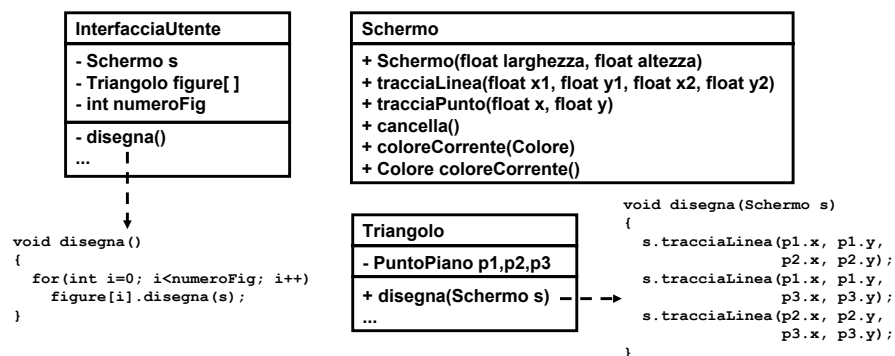 InterfacciaUtente
- Schermo s
- Triangolo figure[ ]
- int numeroFig
- disegna()
...
Schermo
+ Schermo(float larghezza, float altezza)
+ tracciaLinea(float x1, float y1, float x2, float y2)
+ tracciaPunto(float x, float y)
+ cancella()
+ coloreCorrente(Colore)
+ Colore coloreCorrente()
void disegna()
{
for(int i=0; i<numeroFig; i++)
figure[i].disegna(s);
}
Triangolo
- PuntoPiano p1,p2,p3
+ disegna(Schermo s)
...
void disegna(Schermo s)
{
s.tracciaLinea(p1.x, p1.y,
p2.x, p2.y);
s.tracciaLinea(p1.x, p1.y,
p3.x, p3.y);
s.tracciaLinea(p2.x, p2.y,
p3.x, p3.y);
}